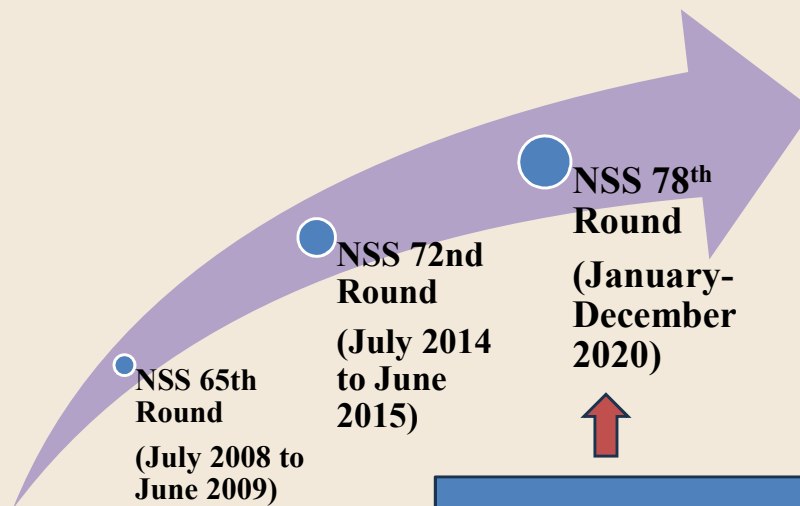 NSS 65th
Round
(July 2008 to
June 2009)
NSS 72nd
Round
(July 2014
to June
2015)
NSS 78th
Round
(January-
December
2020)